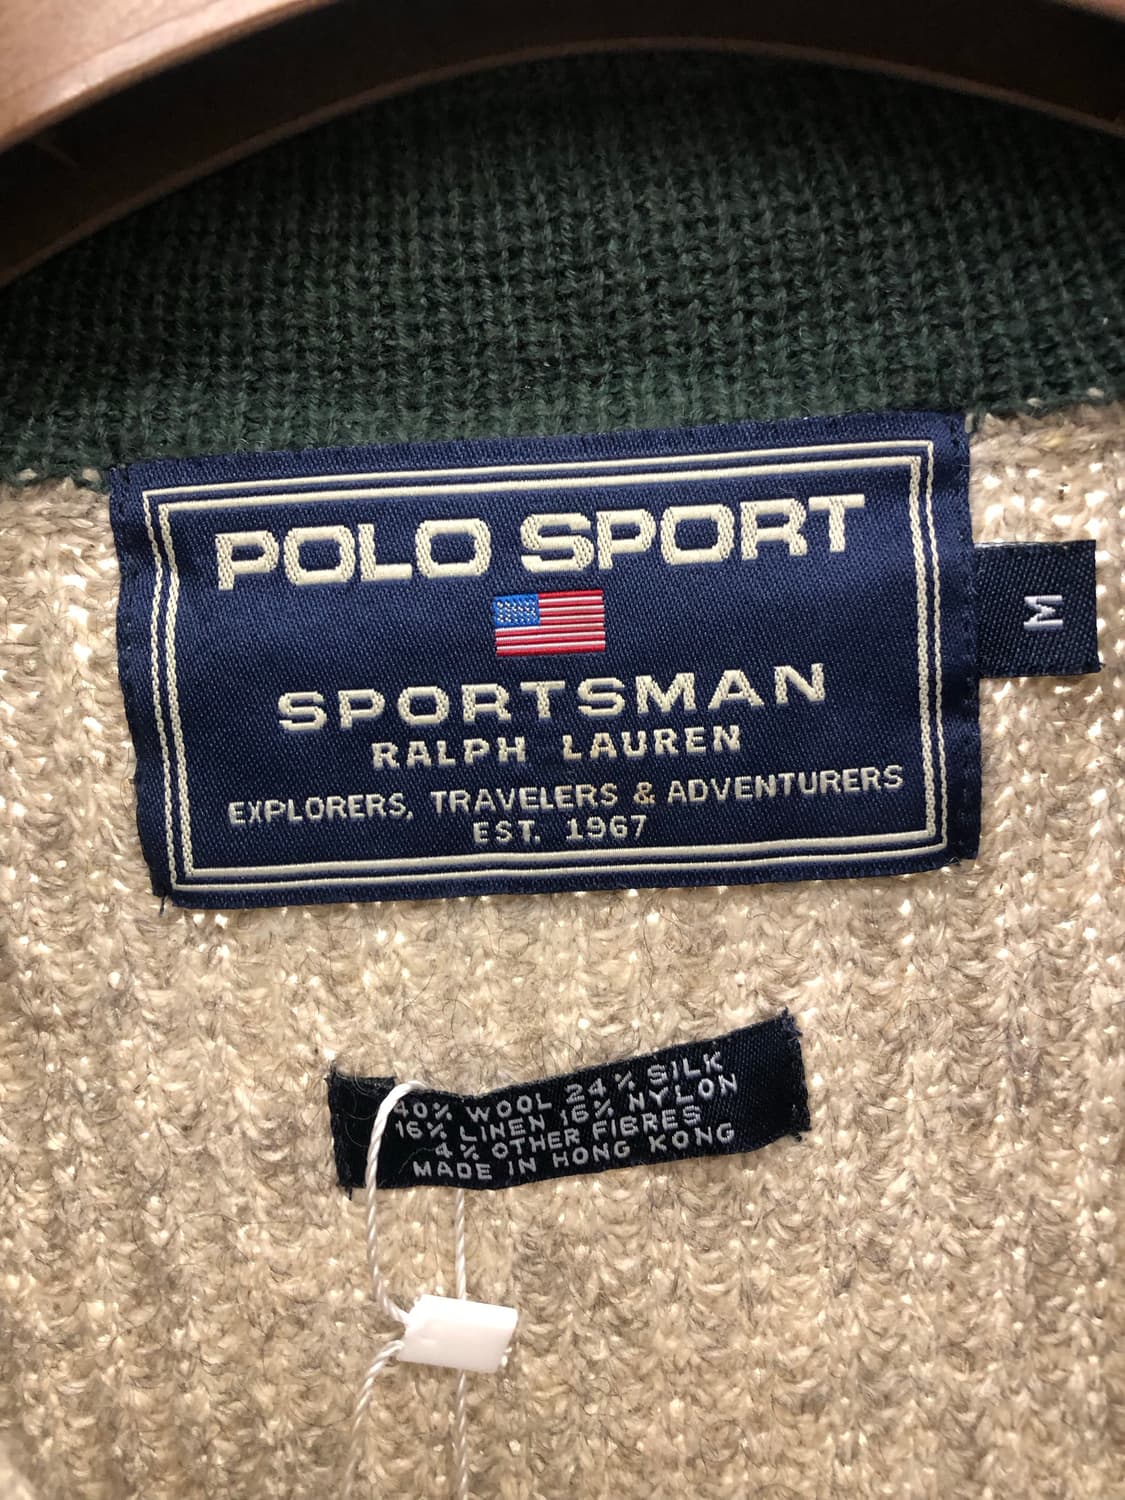 POLO SPORT
SPORTSMAN
RALPH LAUREN
EXPLORERS, TRAVELERS & ADVENTURERS
EST. 1967
M
40% WOOL 24% SILK
16% LINEN 16% NYLON
4% OTHER FIBRES
MADE IN HONG KONG